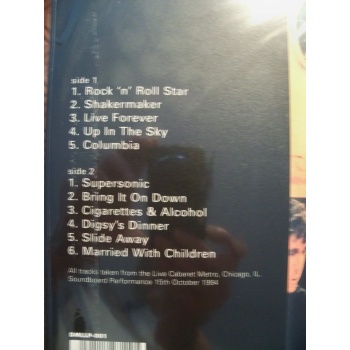 side 1
1. Rock "n" Roll Star
2. Shakermaker
3. Live Forever
4. Up In The Sky
5. Columbia
side 2
1. Supersonic
2. Bring It On Down
3. Cigarettes & Alcohol
4. Digsy's Dinner
5. Slide Away
6. Married With Children
All tracks taken from the Live Cabaret Metro, Chicago, IL
Soundboard Performance 15th October 1994